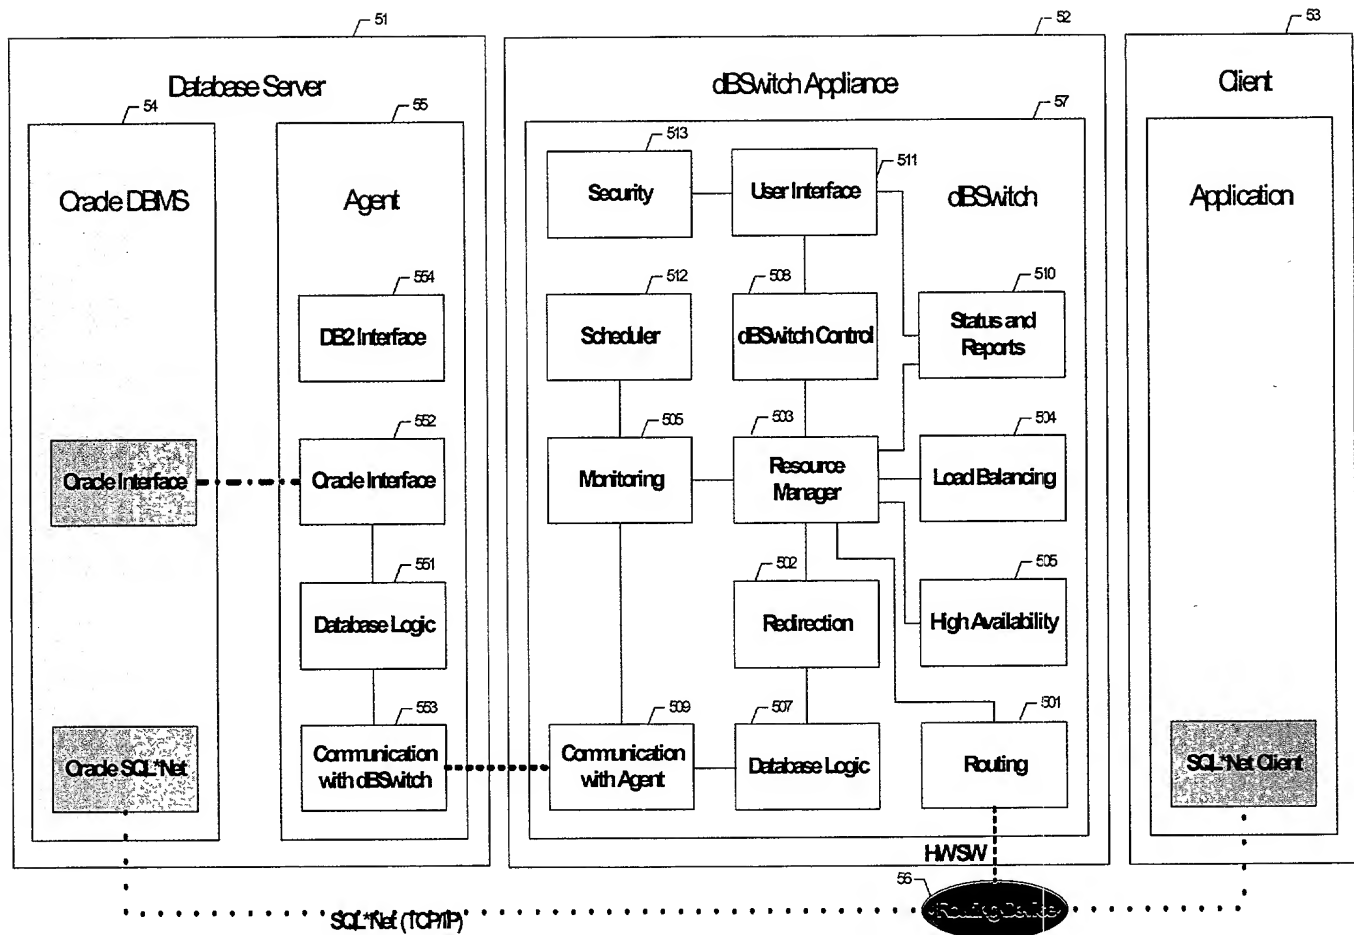 51
52
53
Database Server
dBSwitch Appliance
Client
54
55
57
513
511
Oracle DBMS
Agent
Security
User Interface
dBSwitch
Application
554
512
508
510
DB2 Interface
Scheduler
dBSwitch Control
Status and
Reports
552
505
503
504
Oracle Interface
Oracle Interface
Monitoring
Resource
Manager
Load Balancing
551
502
505
Database Logic
Redirection
High Availability
553
509
507
501
Oracle SQL*Net
Communication
with dBSwitch
Communication
with Agent
Database Logic
Routing
SQL*Net Client
HWSW
56
Routing Device
SQL*Net (TCP/IP)